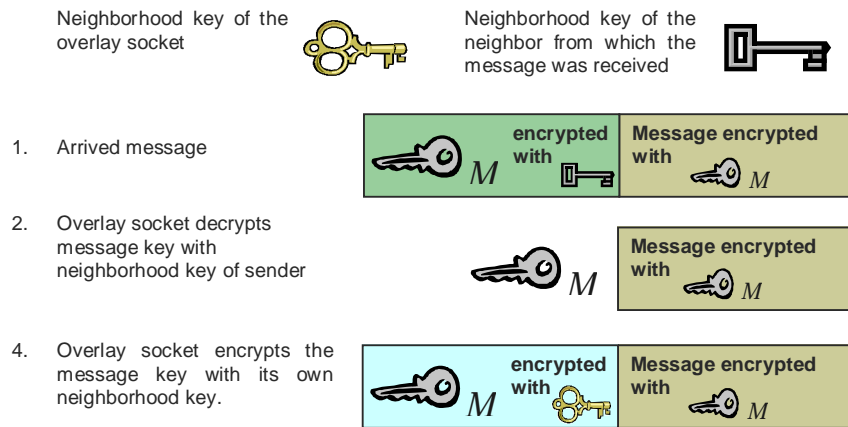 Neighborhood key of the
overlay socket
Neighborhood key of the
neighbor from which the
message was received
1. Arrived message
M encrypted
with
Message encrypted
with
M
2. Overlay socket decrypts
message key with
neighborhood key of sender
M
Message encrypted
with
M
4. Overlay socket encrypts the
message key with its own
neighborhood key.
M encrypted
with
Message encrypted
with
M